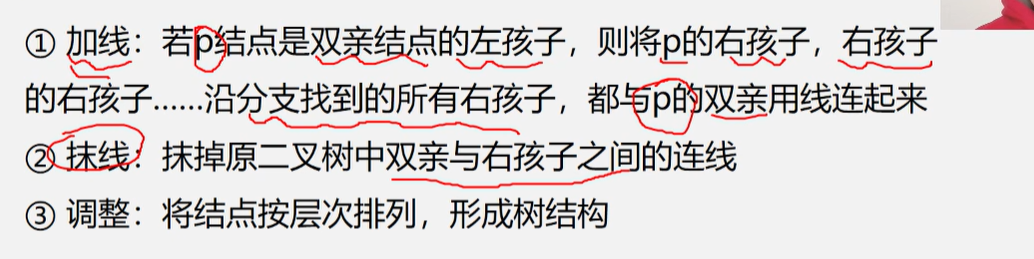 ① 加线：若p结点是双亲结点的左孩子，则将p的右孩子，右孩子
的右孩子……沿分支找到的所有右孩子，都与p的双亲用线连起来
② 抹线：抹掉原二叉树中双亲与右孩子之间的连线
③ 调整：将结点按层次排列，形成树结构